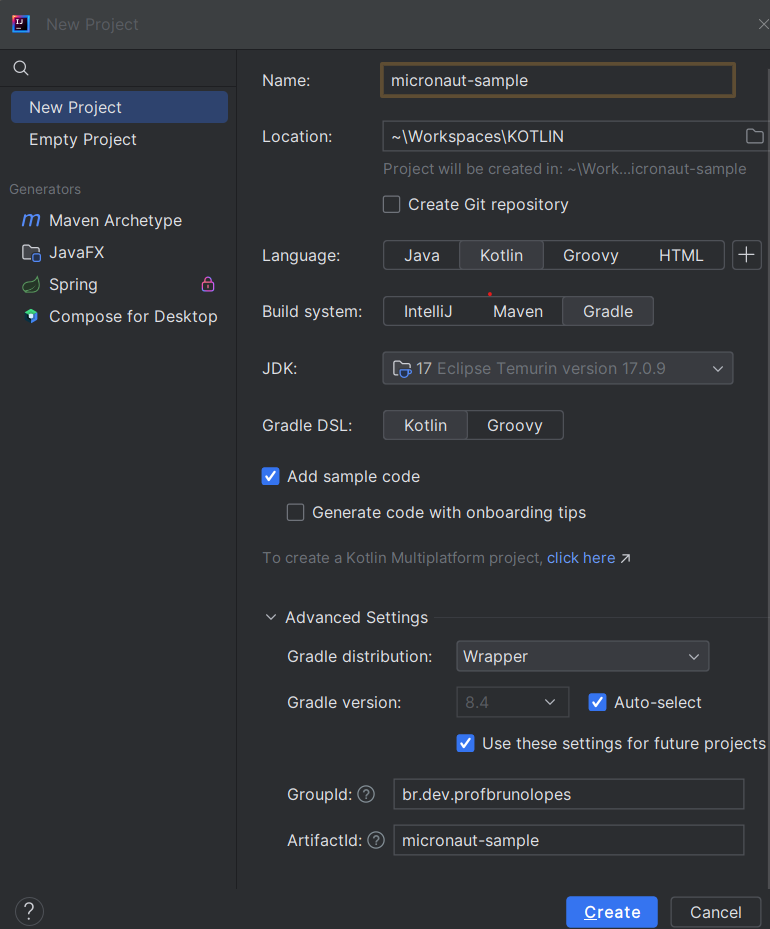 New Project
New Project
Empty Project
Generators
Maven Archetype
JavaFX
Spring
Compose for Desktop
Name: micronaut-sample
Location: ~\Workspaces\KOTLIN
Project will be created in: ~\Work...icronaut-sample
Create Git repository
Language: Java Kotlin Groovy HTML
Build system: IntelliJ Maven Gradle
JDK: 17 Eclipse Temurin version 17.0.9
Gradle DSL: Kotlin Groovy
Add sample code
Generate code with onboarding tips
To create a Kotlin Multiplatform project, click here ↗
Advanced Settings
Gradle distribution: Wrapper
Gradle version: 8.4 Auto-select
Use these settings for future projects
GroupId: ? br.dev.profbrunolopes
ArtifactId: ? micronaut-sample
? Create Cancel